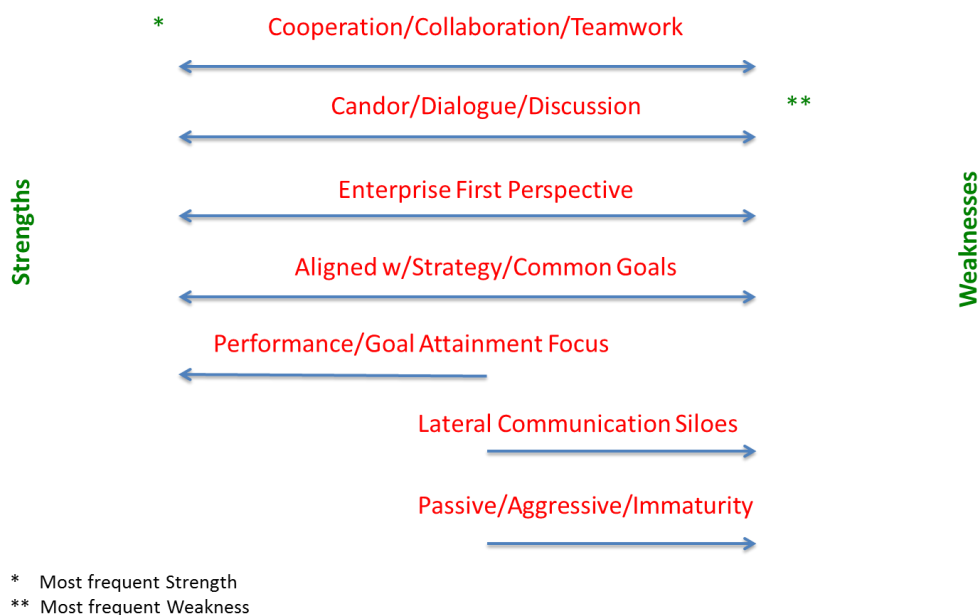 * Cooperation/Collaboration/Teamwork
Candor/Dialogue/Discussion **
Enterprise First Perspective
Strengths
Weaknesses
Aligned w/Strategy/Common Goals
Performance/Goal Attainment Focus
Lateral Communication Siloes
Passive/Aggressive/Immaturity
* Most frequent Strength
** Most frequent Weakness